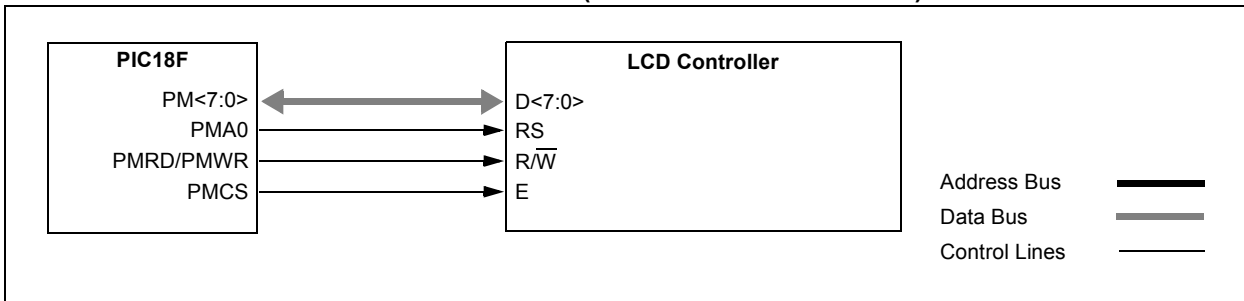 PIC18F
LCD Controller
PM<7:0>
D<7:0>
PMA0
RS
PMRD/PMWR
R/W̅
PMCS
E
Address Bus
Data Bus
Control Lines